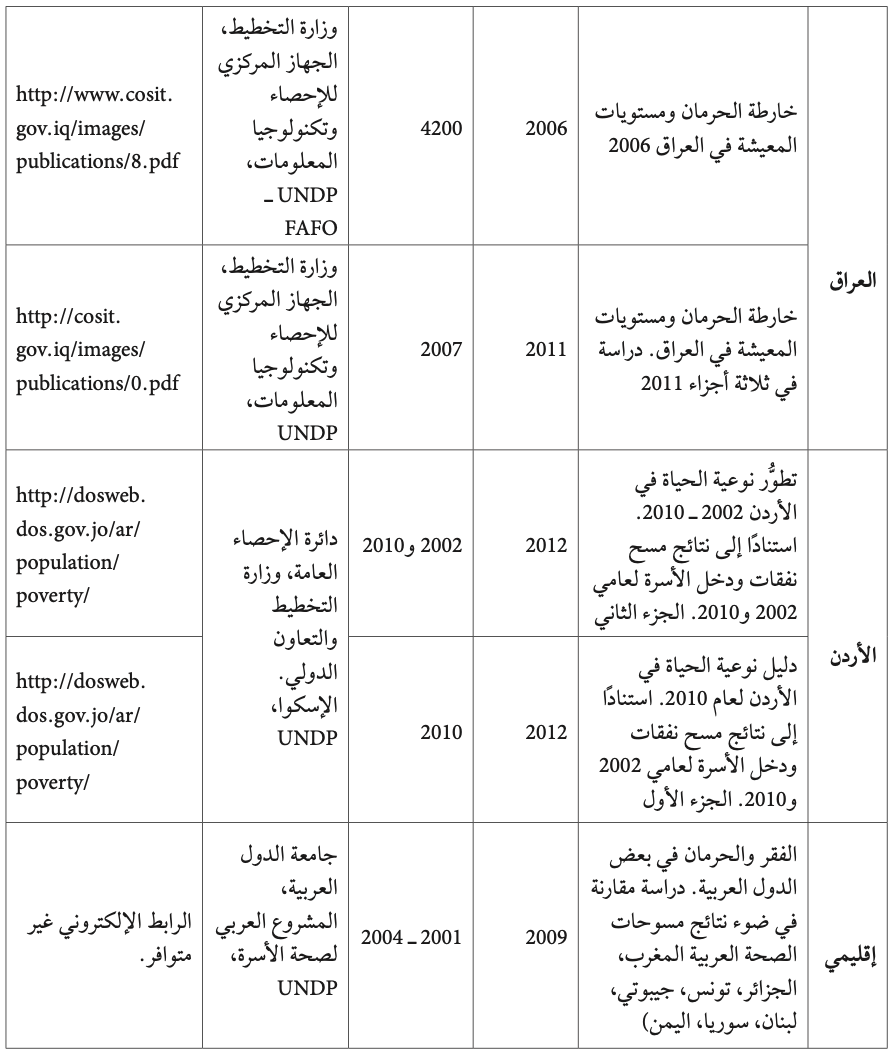 العراق
خارطة الحرمان ومستويات
المعيشة في العراق 2006
2006
4200
وزارة التخطيط،
الجهاز المركزي
للإحصاء
وتكنولوجيا
المعلومات،
UNDP ــ
FAFO
http://www.cosit.
gov.iq/images/
publications/8.pdf
خارطة الحرمان ومستويات
المعيشة في العراق. دراسة
في ثلاثة أجزاء 2011
2011
2007
وزارة التخطيط،
الجهاز المركزي
للإحصاء
وتكنولوجيا
المعلومات،
UNDP
http://cosit.
gov.iq/images/
publications/0.pdf
الأردن
تطوُّر نوعية الحياة في
الأردن 2002 ــ 2010.
استنادًا إلى نتائج مسح
نفقات ودخل الأسرة لعامي
2002 و2010. الجزء الثاني
2012
2002 و2010
دائرة الإحصاء
العامة، وزارة
التخطيط
والتعاون
الدولي.
الإسكوا،
UNDP
http://dosweb.
dos.gov.jo/ar/
population/
poverty/
دليل نوعية الحياة في
الأردن لعام 2010. استنادًا
إلى نتائج مسح نفقات
ودخل الأسرة لعامي 2002
و2010. الجزء الأول
2012
2010
http://dosweb.
dos.gov.jo/ar/
population/
poverty/
إقليمي
الفقر والحرمان في بعض
الدول العربية. دراسة مقارنة
في ضوء نتائج مسوحات
الصحة العربية المغرب،
الجزائر، تونس، جيبوتي،
لبنان، سوريا، اليمن)
2009
2001 ــ 2004
جامعة الدول
العربية،
المشروع العربي
لصحة الأسرة،
UNDP
الرابط الإلكتروني غير
متوافر.